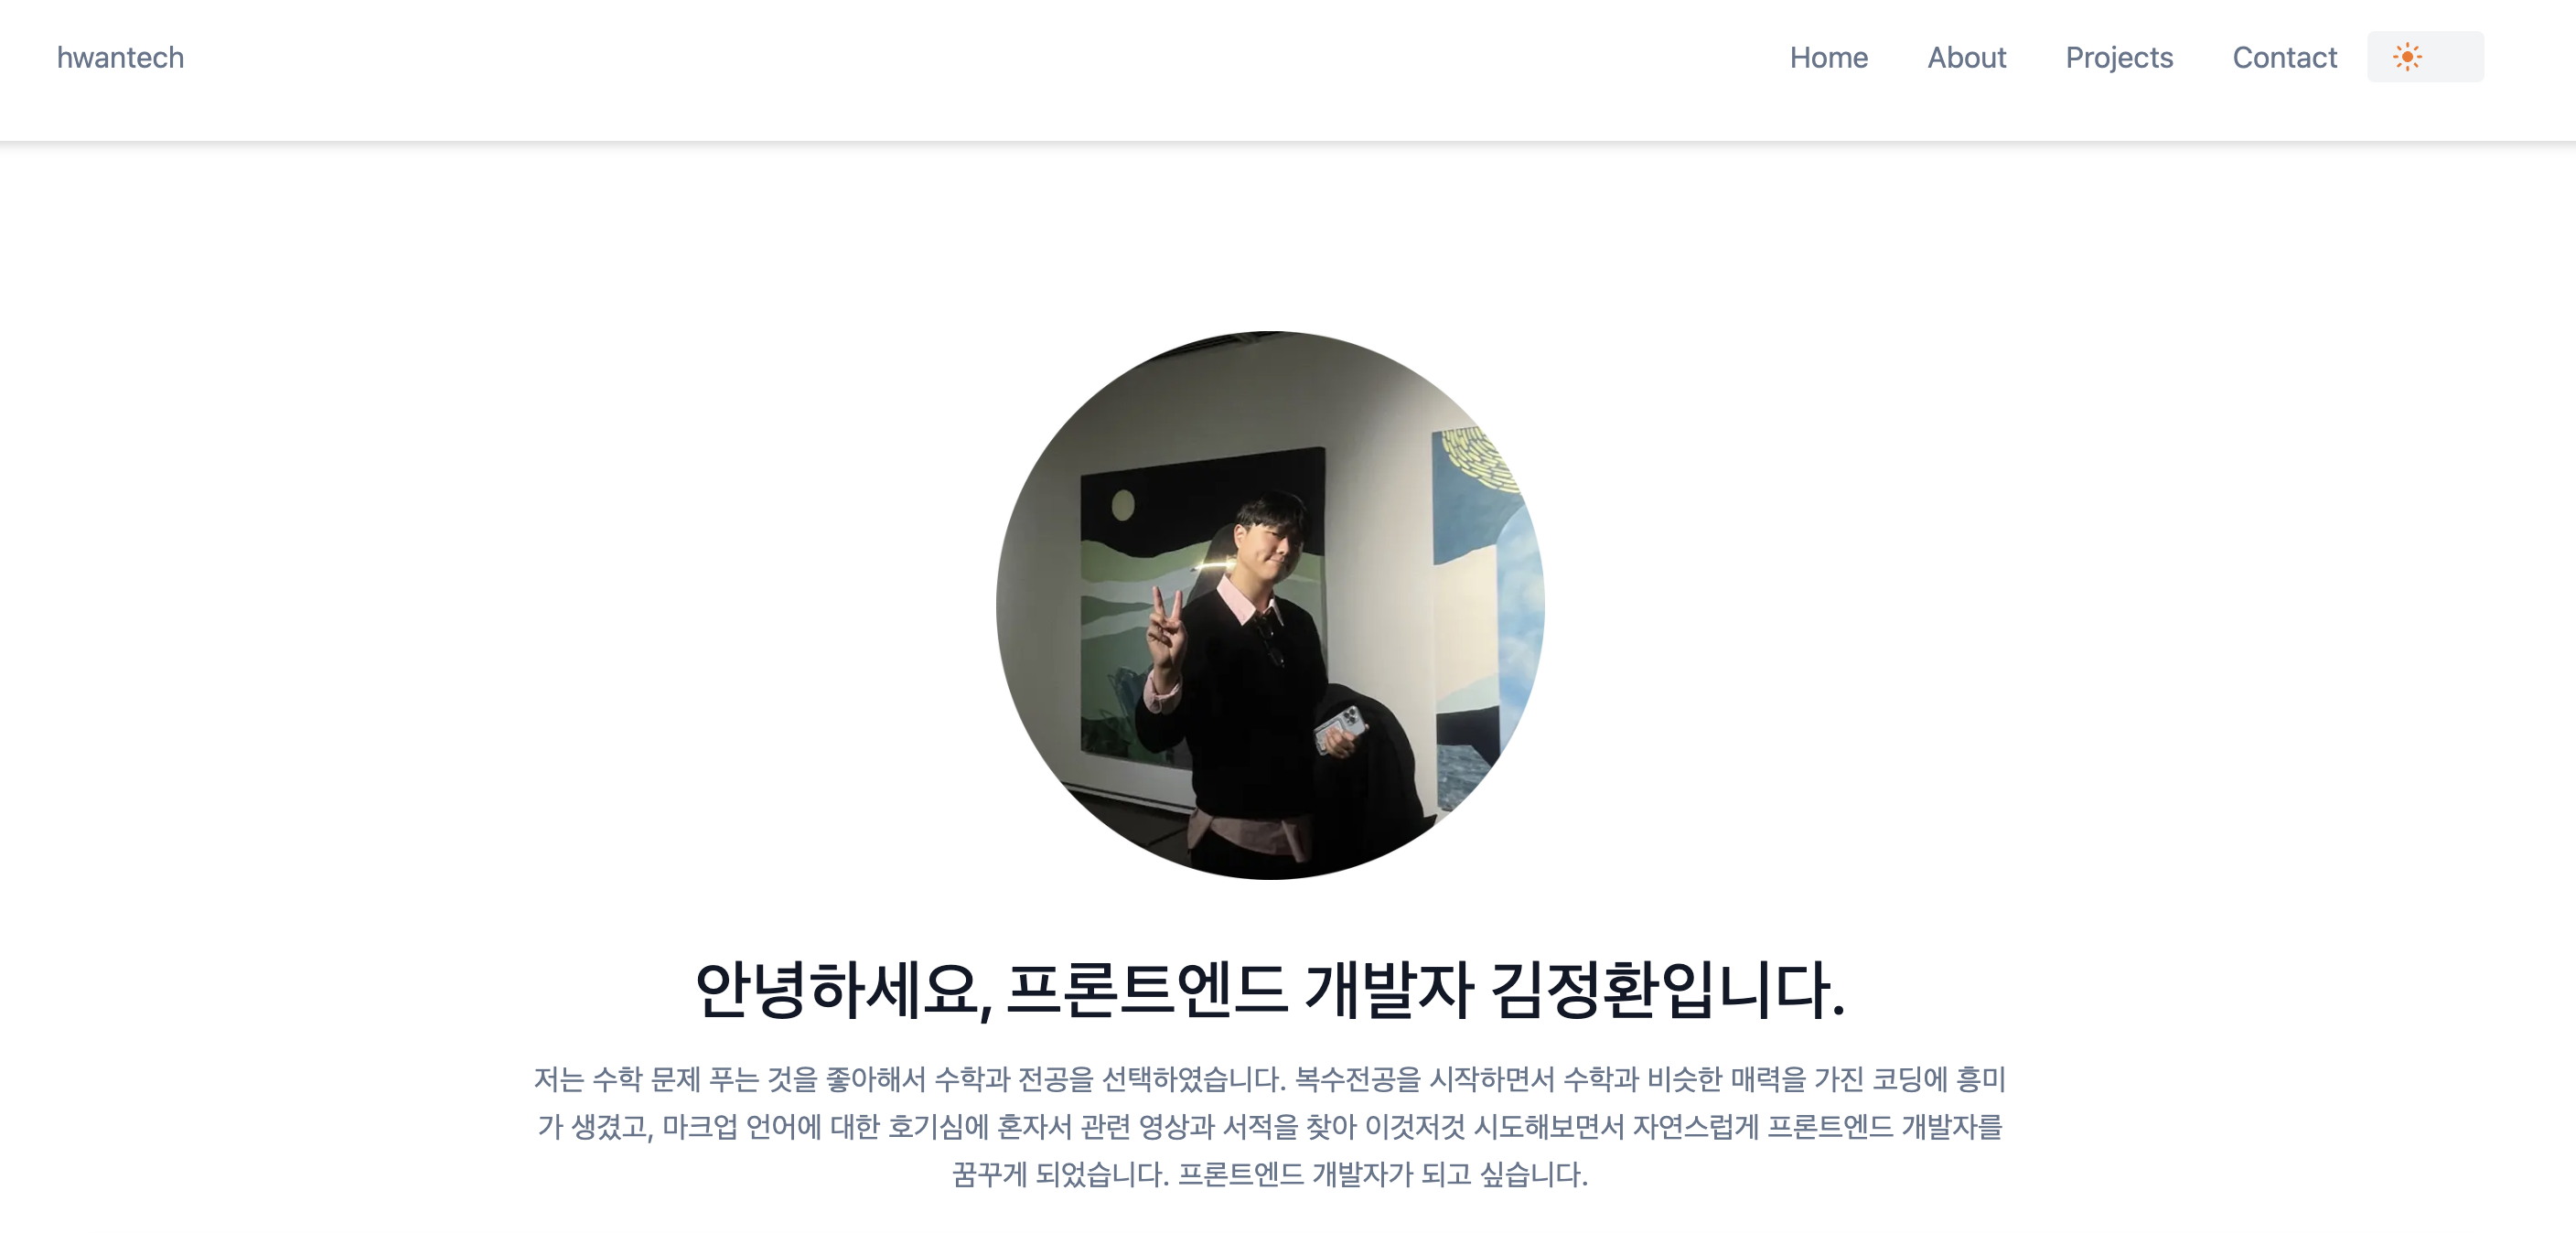 hwantech
Home About Projects Contact
안녕하세요, 프론트엔드 개발자 김정환입니다.
저는 수학 문제 푸는 것을 좋아해서 수학과 전공을 선택하였습니다. 복수전공을 시작하면서 수학과 비슷한 매력을 가진 코딩에 흥미
가 생겼고, 마크업 언어에 대한 호기심에 혼자서 관련 영상과 서적을 찾아 이것저것 시도해보면서 자연스럽게 프론트엔드 개발자를
꿈꾸게 되었습니다. 프론트엔드 개발자가 되고 싶습니다.